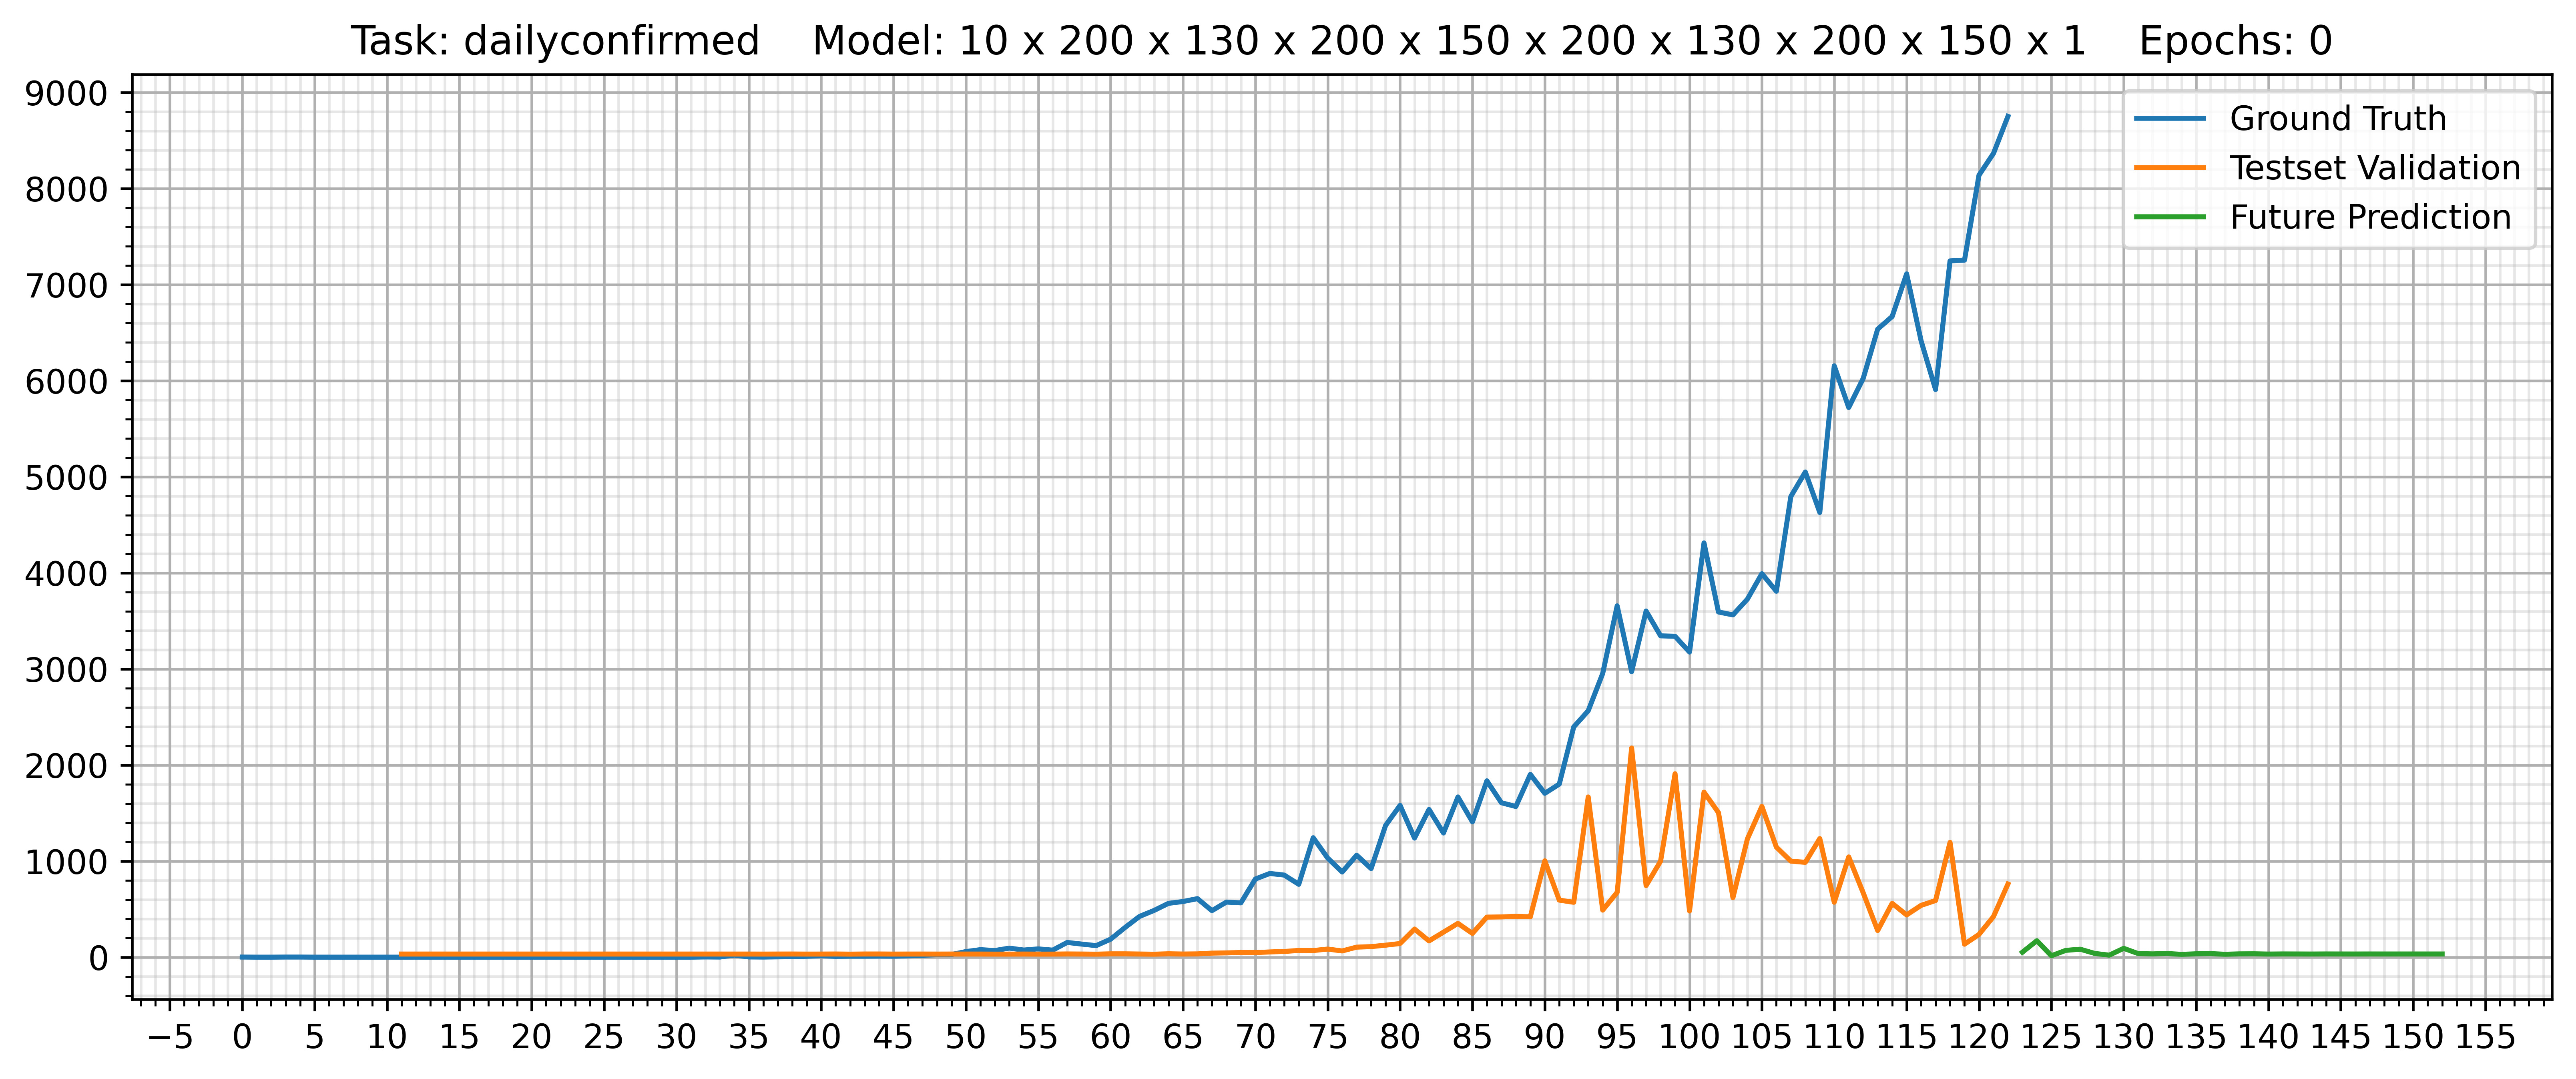 Task: dailyconfirmed    Model: 10 x 200 x 130 x 200 x 150 x 200 x 130 x 200 x 150 x 1    Epochs: 0
9000
8000
7000
6000
5000
4000
3000
2000
1000
0
Ground Truth
Testset Validation
Future Prediction
−5 0 5 10 15 20 25 30 35 40 45 50 55 60 65 70 75 80 85 90 95 100 105 110 115 120 125 130 135 140 145 150 155